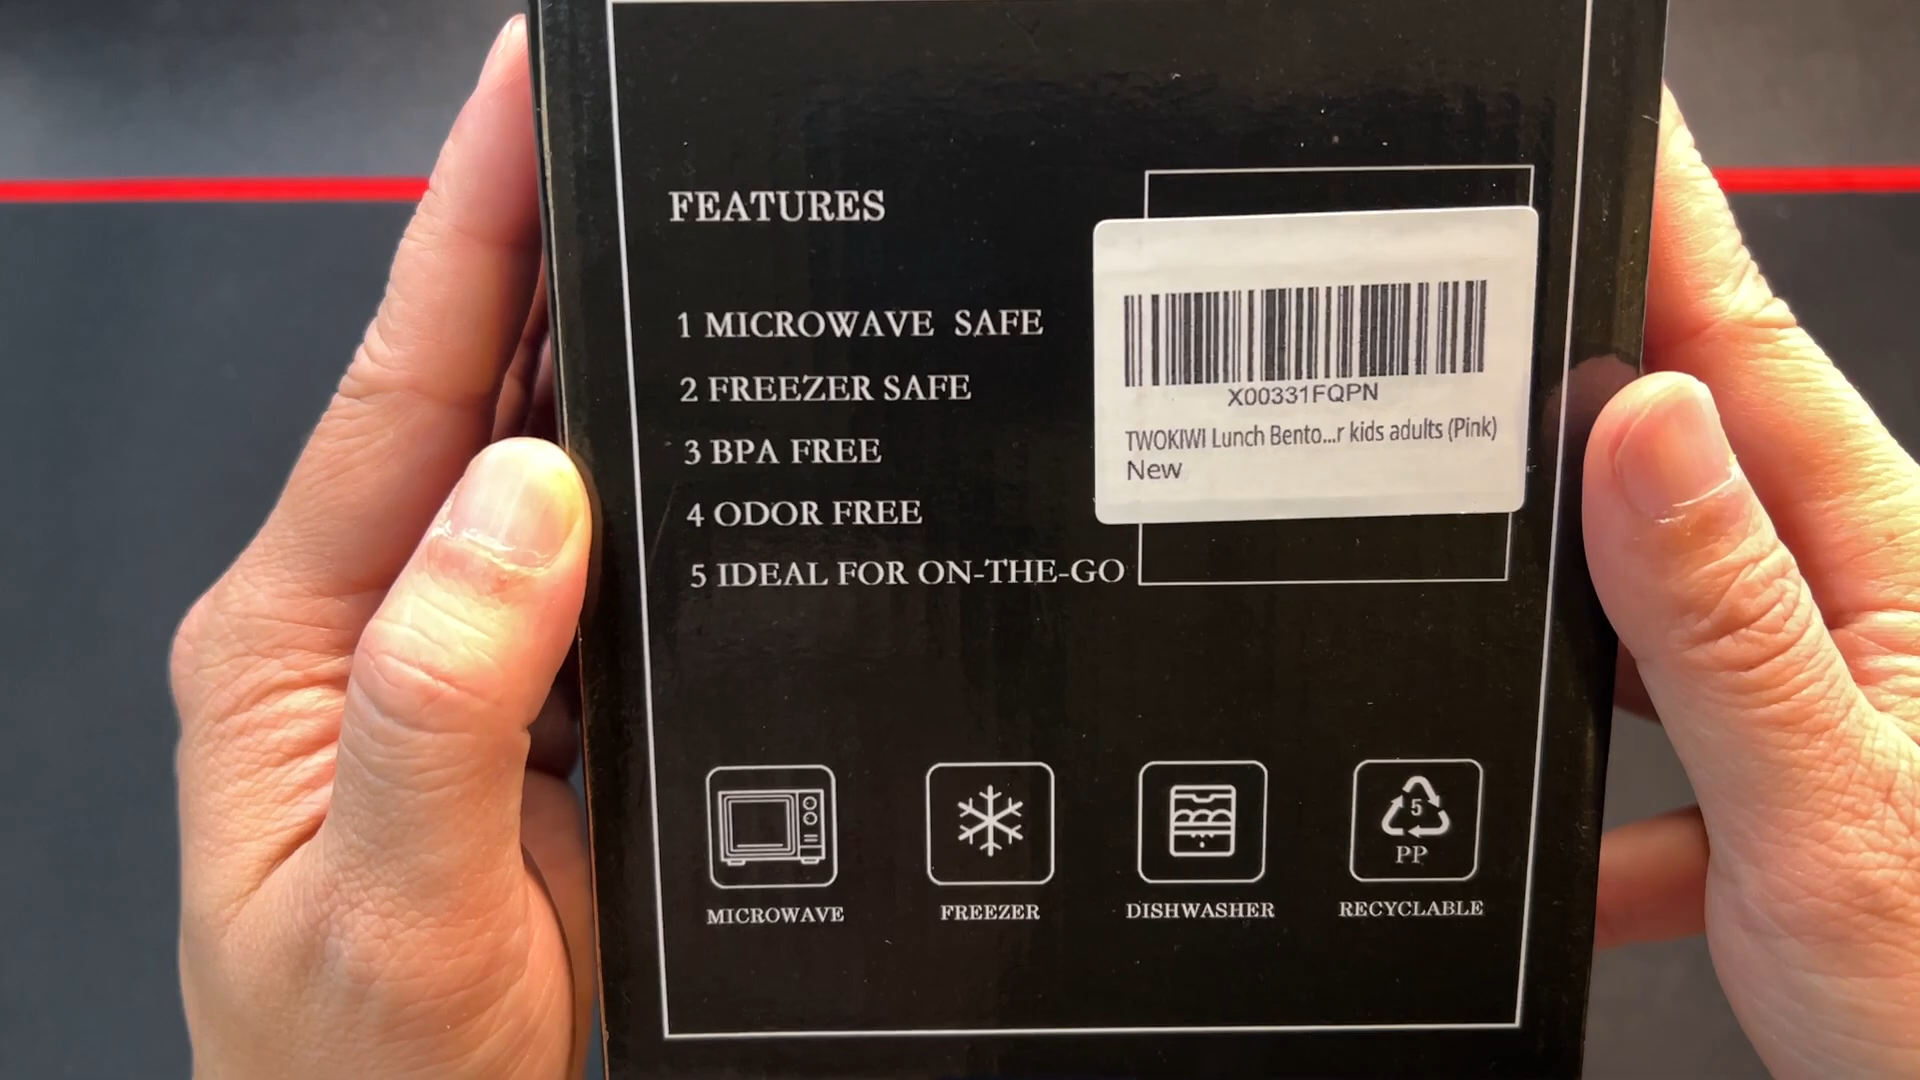 FEATURES
1 MICROWAVE SAFE
2 FREEZER SAFE
3 BPA FREE
4 ODOR FREE
5 IDEAL FOR ON-THE-GO
X00331FQPN
TWOKIWI Lunch Bento...r kids adults (Pink)
New
5
PP
MICROWAVE
FREEZER
DISHWASHER
RECYCLABLE